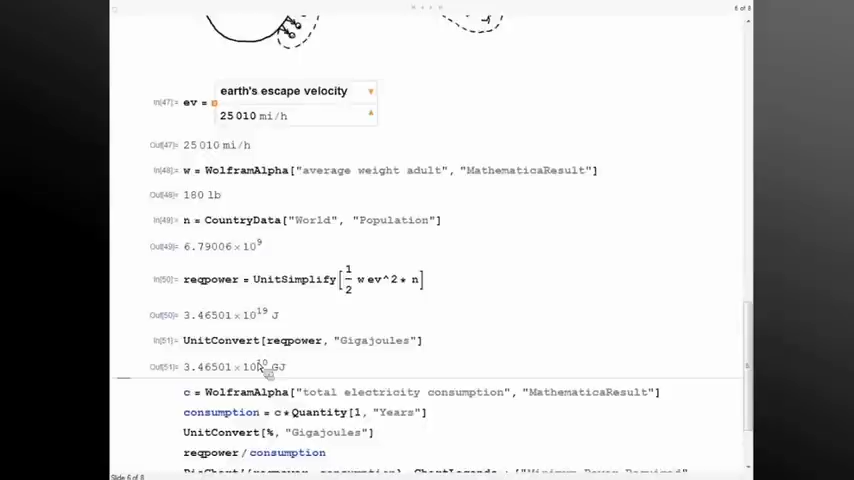 6 of 8
earth's escape velocity
In[47]:= ev =
25010 mi/h
Out[47]= 25010 mi/h
In[48]:= w = WolframAlpha["average weight adult", "MathematicaResult"]
Out[48]= 180 lb
In[49]:= n = CountryData["World", "Population"]
Out[49]= 6.79006×10^9
In[50]:= reqpower = UnitSimplify[1/2 w ev^2* n]
Out[50]= 3.46501×10^19 J
In[51]:= UnitConvert[reqpower, "Gigajoules"]
Out[51]= 3.46501×10^10 GJ
c = WolframAlpha["total electricity consumption", "MathematicaResult"]
consumption = c*Quantity[1, "Years"]
UnitConvert[%, "Gigajoules"]
reqpower / consumption
Slide 6 of 8